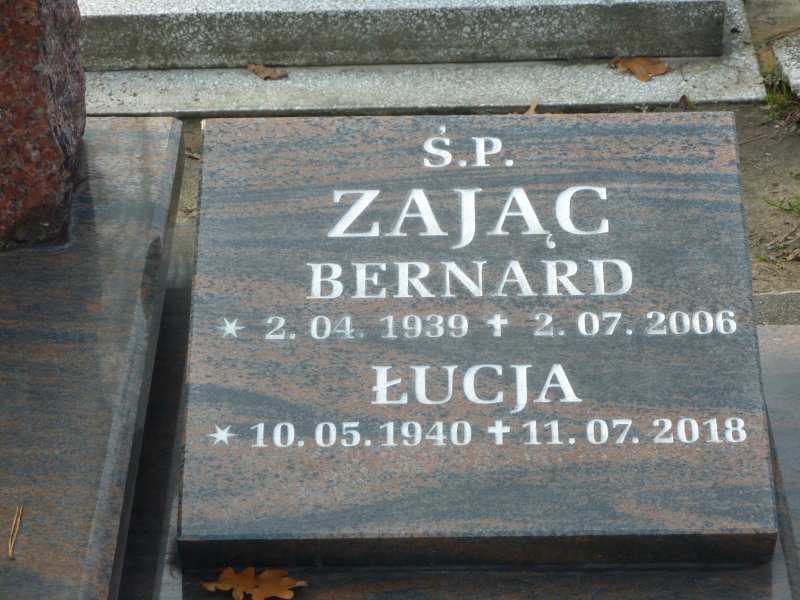 Ś.P.
ZAJĄC
BERNARD
* 2. 04. 1939 ✝ 2. 07. 2006
ŁUCJA
* 10. 05. 1940 ✝ 11. 07. 2018